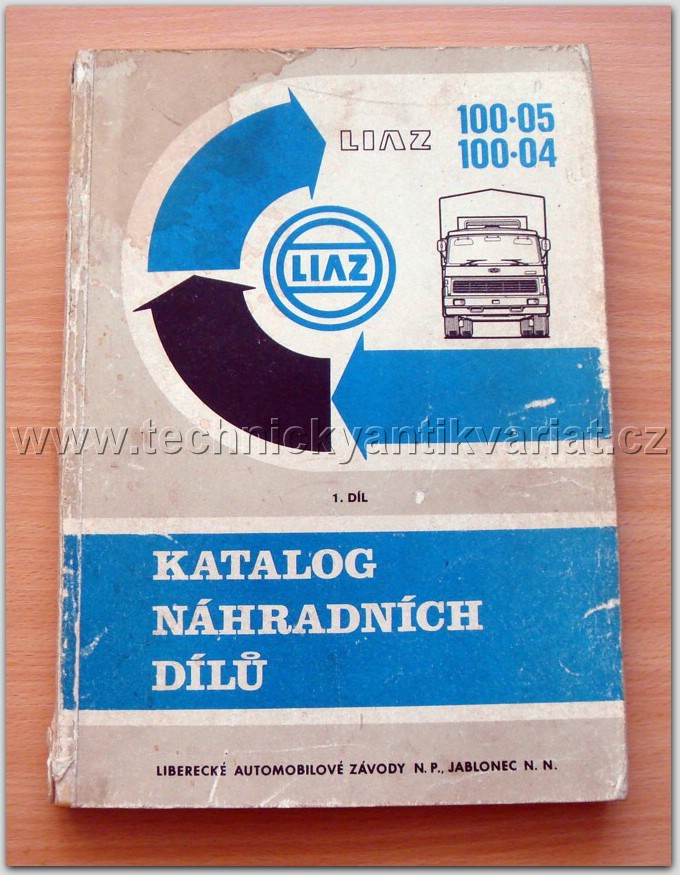 LIAZ 100·05
100·04
LIAZ
www.technickyantikvariat.cz
1. DÍL
KATALOG
NÁHRADNÍCH
DÍLŮ
LIBERECKÉ AUTOMOBILOVÉ ZÁVODY N. P., JABLONEC N. N.